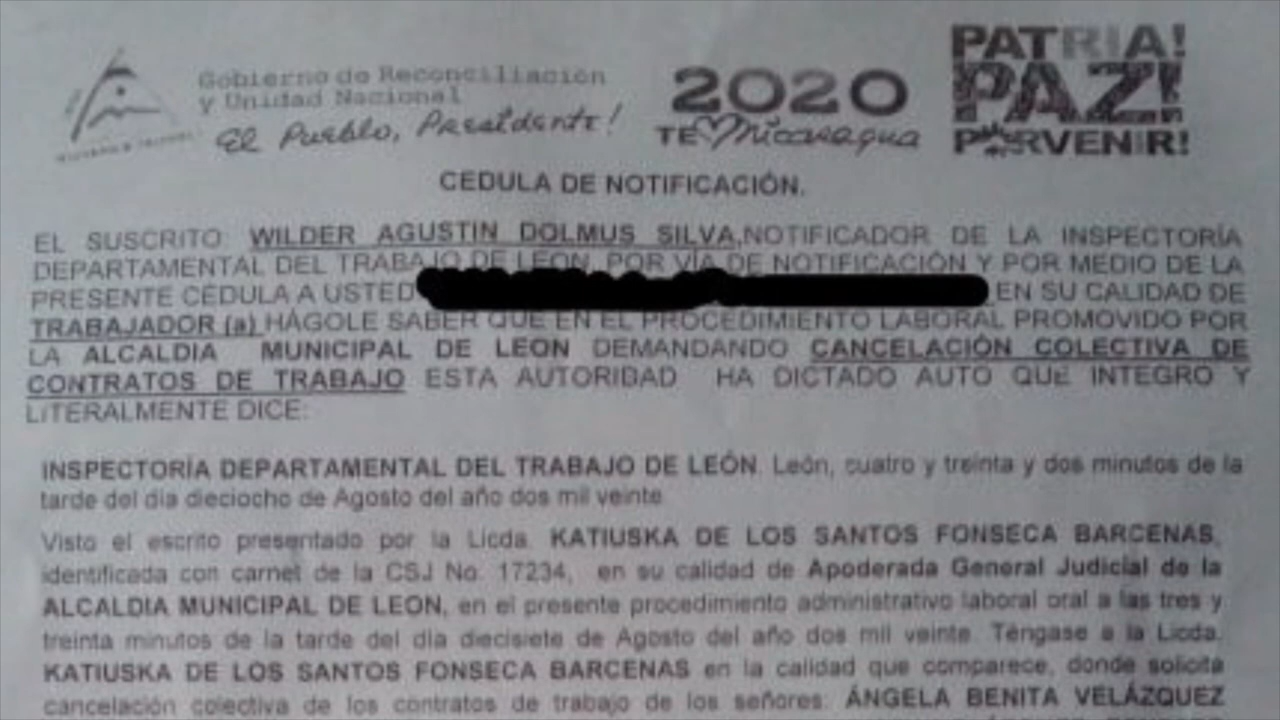 Gobierno de Reconciliación
y Unidad Nacional
El Pueblo, Presidente!
2020
TE Nicaragua
PATRIA!
PAZ!
PORVENIR!
CEDULA DE NOTIFICACIÓN.
EL SUSCRITO WILDER AGUSTIN DOLMUS SILVA, NOTIFICADOR DE LA INSPECTORÍA
DEPARTAMENTAL DEL TRABAJO DE LEON, POR VÍA DE NOTIFICACIÓN Y POR MEDIO DE LA
PRESENTE CÉDULA A USTED EN SU CALIDAD DE
TRABAJADOR (a) HÁGOLE SABER QUE EN EL PROCEDIMIENTO LABORAL PROMOVIDO POR
LA ALCALDIA MUNICIPAL DE LEON DEMANDANDO CANCELACIÓN COLECTIVA DE
CONTRATOS DE TRABAJO ESTA AUTORIDAD HA DICTADO AUTO QUE INTEGRO Y
LITERALMENTE DICE:
INSPECTORÍA DEPARTAMENTAL DEL TRABAJO DE LEÓN. León, cuatro y treinta y dos minutos de la
tarde del día dieciocho de Agosto del año dos mil veinte.
Visto el escrito presentado por la Licda. KATIUSKA DE LOS SANTOS FONSECA BARCENAS,
identificada con carnet de la CSJ No. 17234, en su calidad de Apoderada General Judicial de la
ALCALDIA MUNICIPAL DE LEON, en el presente procedimiento administrativo laboral oral a las tres y
treinta minutos de la tarde del día diecisiete de Agosto del año dos mil veinte. Téngase a la Licda.
KATIUSKA DE LOS SANTOS FONSECA BARCENAS en la calidad que comparece, donde solicita
cancelación colectiva de los contratos de trabajo de los señores: ÁNGELA BENITA VELÁZQUEZ